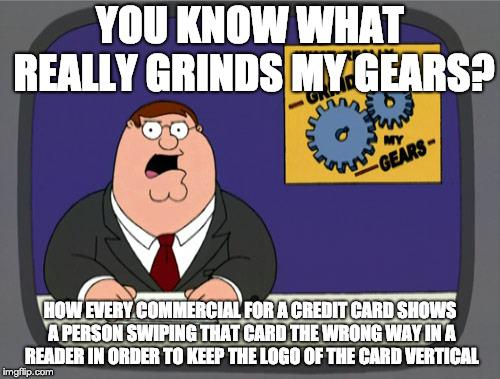 YOU KNOW WHAT
REALLY GRINDS MY GEARS?
GRIND
MY
GEARS
HOW EVERY COMMERCIAL FOR A CREDIT CARD SHOWS
A PERSON SWIPING THAT CARD THE WRONG WAY IN A
READER IN ORDER TO KEEP THE LOGO OF THE CARD VERTICAL
imgflip.com